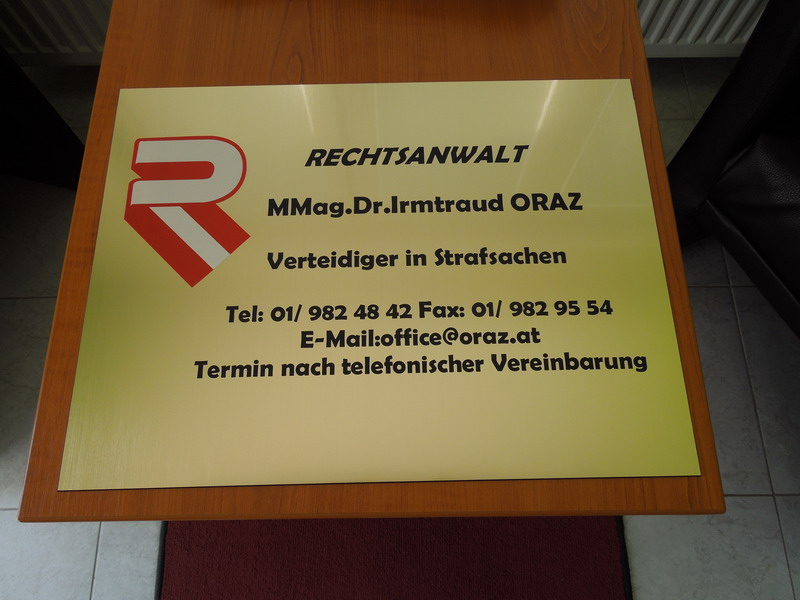 RECHTSANWALT
MMag.Dr.Irmtraud ORAZ
Verteidiger in Strafsachen
Tel: 01/ 982 48 42 Fax: 01/ 982 95 54
E-Mail:office@oraz.at
Termin nach telefonischer Vereinbarung